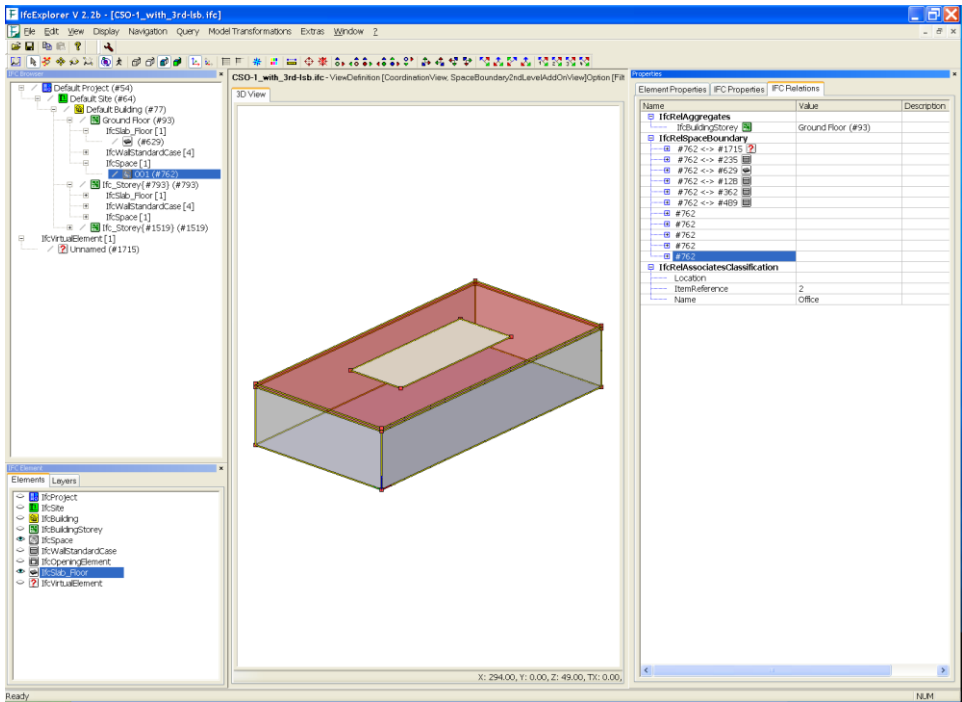 IfcExplorer V 2.2b - [CSO-1_with_3rd-lsb.ifc]
File Edit View Display Navigation Query Model Transformations Extras Window ?
IFC Browser
Default Project (#54)
Default Site (#64)
Default Building (#77)
Ground Floor (#93)
IfcSlab_Floor [1]
(#629)
IfcWallStandardCase [4]
IfcSpace [1]
001 (#762)
Ifc_Storey{#793} (#793)
IfcSlab_Floor [1]
IfcWallStandardCase [4]
IfcSpace [1]
Ifc_Storey{#1519} (#1519)
IfcVirtualElement [1]
Unnamed (#1715)
IFC Element
Elements Layers
IfcProject
IfcSite
IfcBuilding
IfcBuildingStorey
IfcSpace
IfcWallStandardCase
IfcOpeningElement
IfcSlab_Floor
IfcVirtualElement
CSO-1_with_3rd-lsb.ifc - ViewDefinition [CoordinationView, SpaceBoundary2ndLevelAddOnView]Option [Filt
3D View
X: 294.00, Y: 0.00, Z: 49.00, TX: 0.00,
Properties
Element Properties IFC Properties IFC Relations
Name Value Description
IfcRelAggregates
IfcBuildingStorey Ground Floor (#93)
IfcRelSpaceBoundary
#762 <-> #1715
#762 <-> #235
#762 <-> #629
#762 <-> #128
#762 <-> #362
#762 <-> #489
#762
#762
#762
#762
#762
IfcRelAssociatesClassification
Location
ItemReference 2
Name Office
Ready NUM